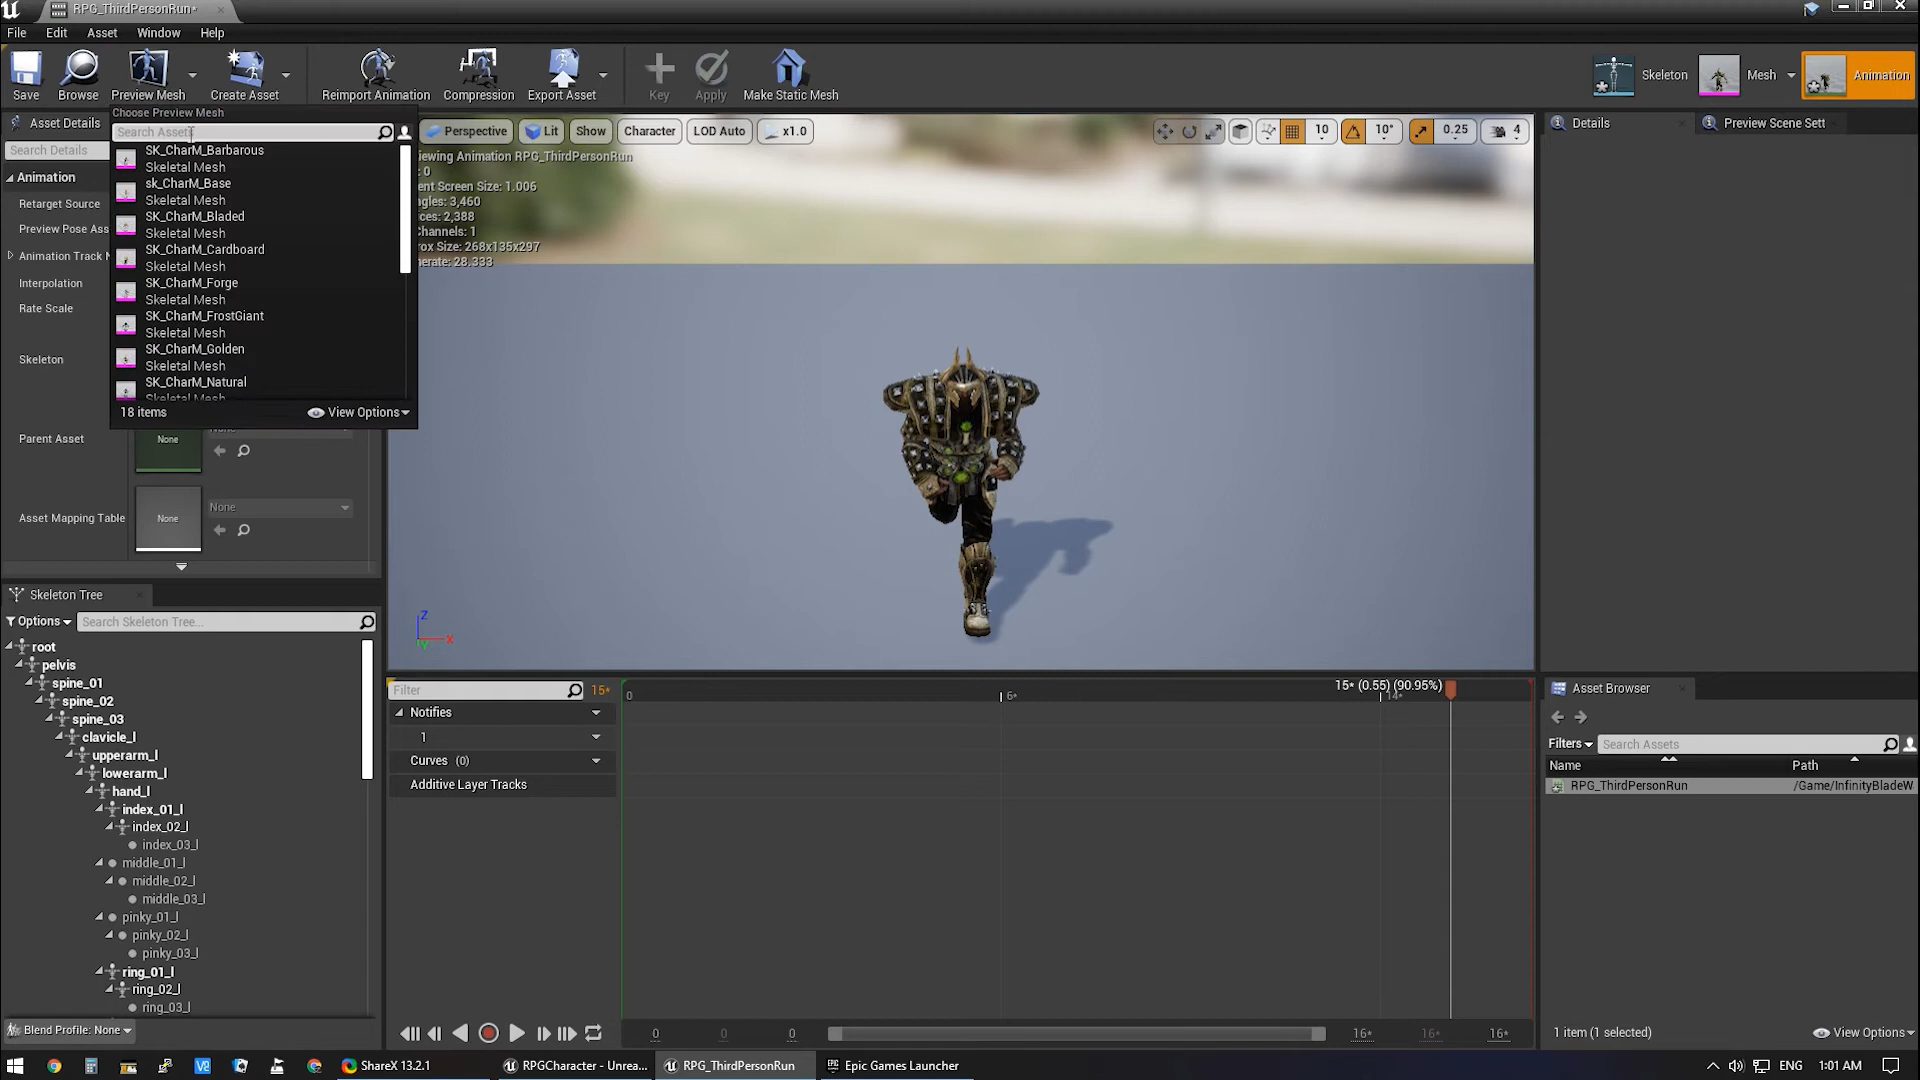 RPG_ThirdPersonRun*
File Edit Asset Window Help
Save Browse Preview Mesh Create Asset Reimport Animation Compression Export Asset Key Apply Make Static Mesh
Skeleton Mesh Animation
Asset Details
Search Details
Animation
Retarget Source
Preview Pose Ass
Animation Track N
Interpolation
Rate Scale
Skeleton
Parent Asset
None
Asset Mapping Table
None
None
Choose Preview Mesh
Search Assets
SK_CharM_Barbarous
Skeletal Mesh
sk_CharM_Base
Skeletal Mesh
SK_CharM_Bladed
Skeletal Mesh
SK_CharM_Cardboard
Skeletal Mesh
SK_CharM_Forge
Skeletal Mesh
SK_CharM_FrostGiant
Skeletal Mesh
SK_CharM_Golden
Skeletal Mesh
SK_CharM_Natural
Skeletal Mesh
18 items View Options
Perspective Lit Show Character LOD Auto x1.0 10 10° 0.25 4
iewing Animation RPG_ThirdPersonRun
: 0
ent Screen Size: 1.006
ngles: 3,460
ices: 2,388
Channels: 1
rox Size: 268x135x297
nerate: 28.333
Z
X
Y
Details Preview Scene Sett
Skeleton Tree
Options Search Skeleton Tree...
root
pelvis
spine_01
spine_02
spine_03
clavicle_l
upperarm_l
lowerarm_l
hand_l
index_01_l
index_02_l
index_03_l
middle_01_l
middle_02_l
middle_03_l
pinky_01_l
pinky_02_l
pinky_03_l
ring_01_l
ring_02_l
ring_03_l
Blend Profile: None
Filter 15*
Notifies
1
Curves (0)
Additive Layer Tracks
0 6* 15* (0.55) (90.95%) 14*
0 0 0 16* 16* 16*
Asset Browser
Filters Search Assets
Name Path
RPG_ThirdPersonRun /Game/InfinityBladeW
1 item (1 selected) View Options
ShareX 13.2.1 RPGCharacter - Unrea... RPG_ThirdPersonRun Epic Games Launcher ENG 1:01 AM